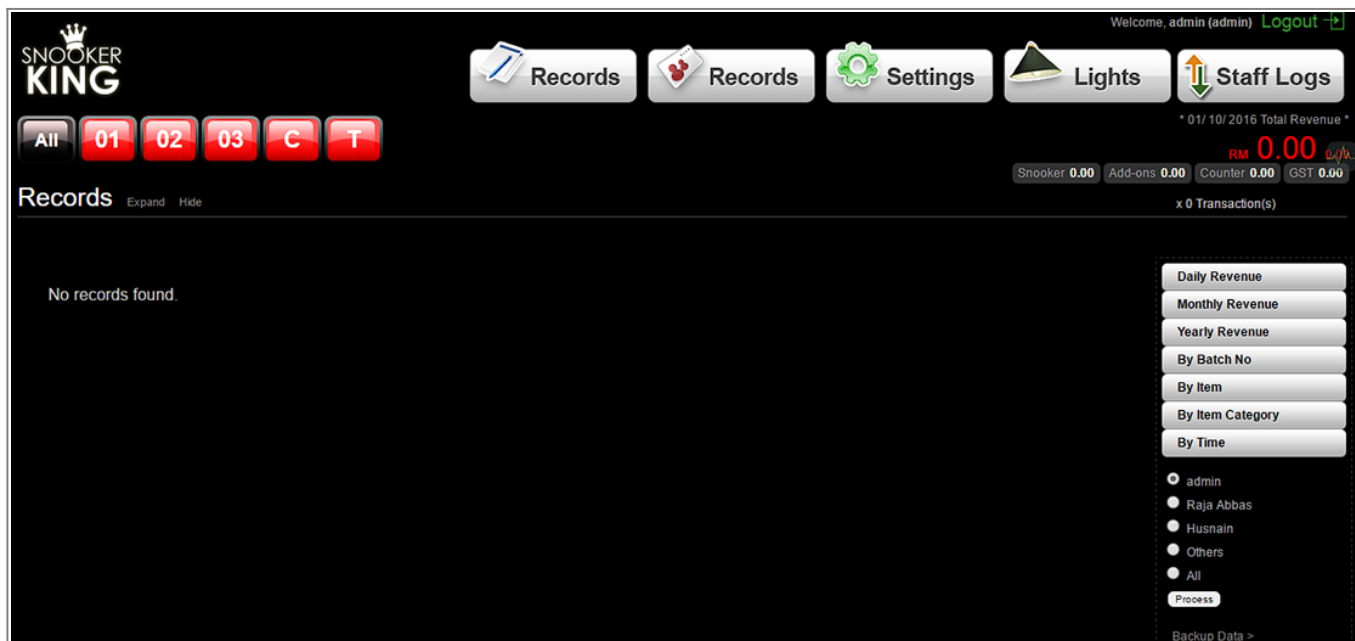 Welcome, admin (admin) Logout
SNOOKER
KING
Records Records Settings Lights Staff Logs
All 01 02 03 C T
* 01/ 10/ 2016 Total Revenue *
RM 0.00
Snooker 0.00 Add-ons 0.00 Counter 0.00 GST 0.00
Records Expand Hide
x 0 Transaction(s)
No records found.
Daily Revenue
Monthly Revenue
Yearly Revenue
By Batch No
By Item
By Item Category
By Time
admin
Raja Abbas
Husnain
Others
All
Process
Backup Data >